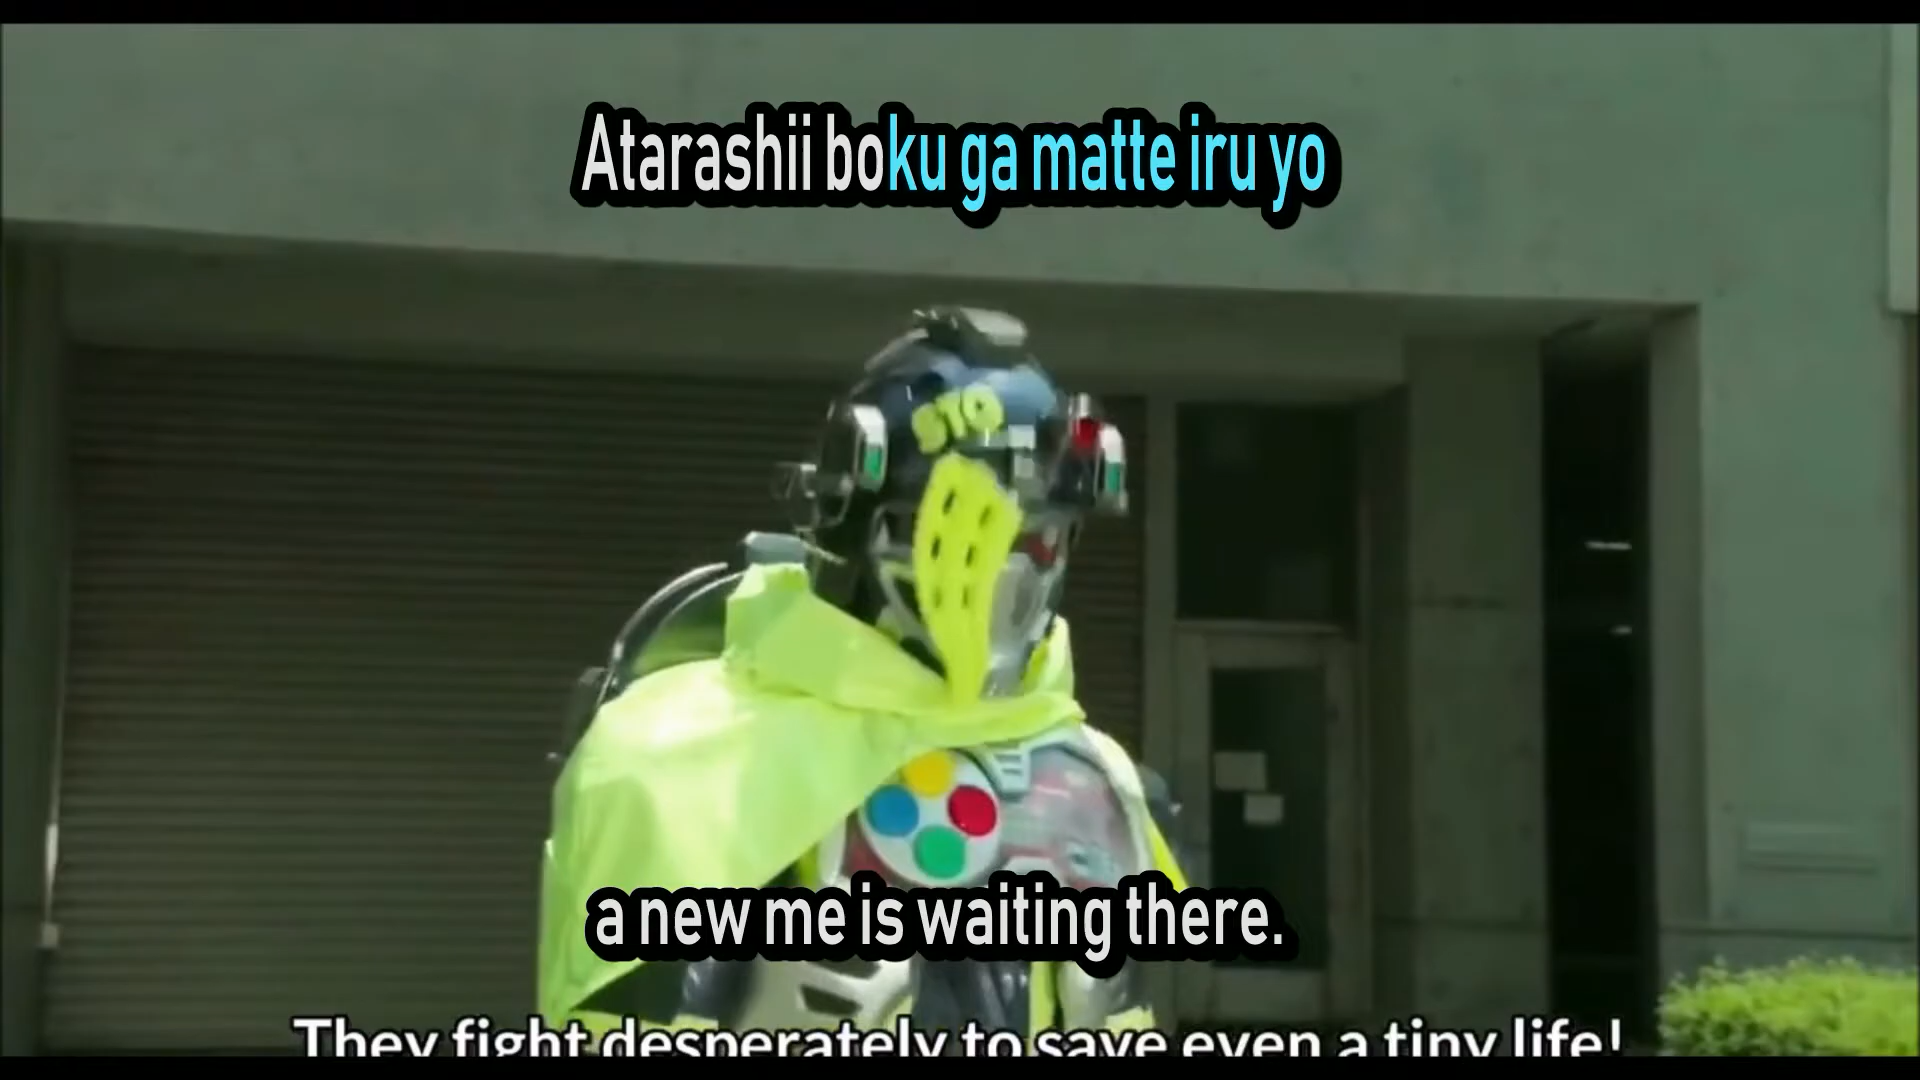 Atarashii boku ga matte iru yo
STQ
a new me is waiting there.
They fight desperately to save even a tiny life!